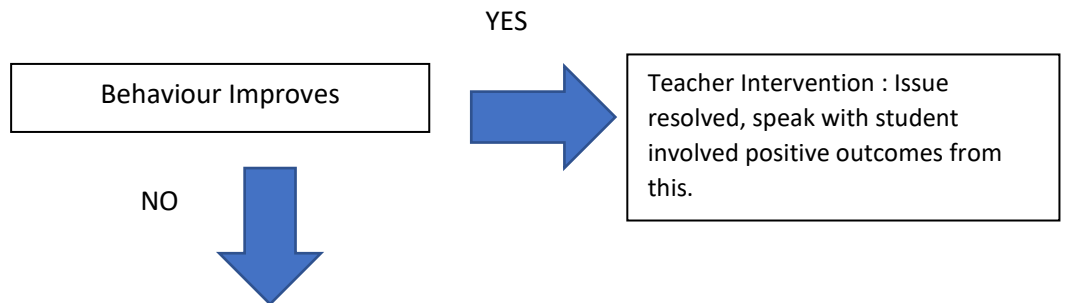 YES
Behaviour Improves
Teacher Intervention : Issue
resolved, speak with student
involved positive outcomes from
this.
NO